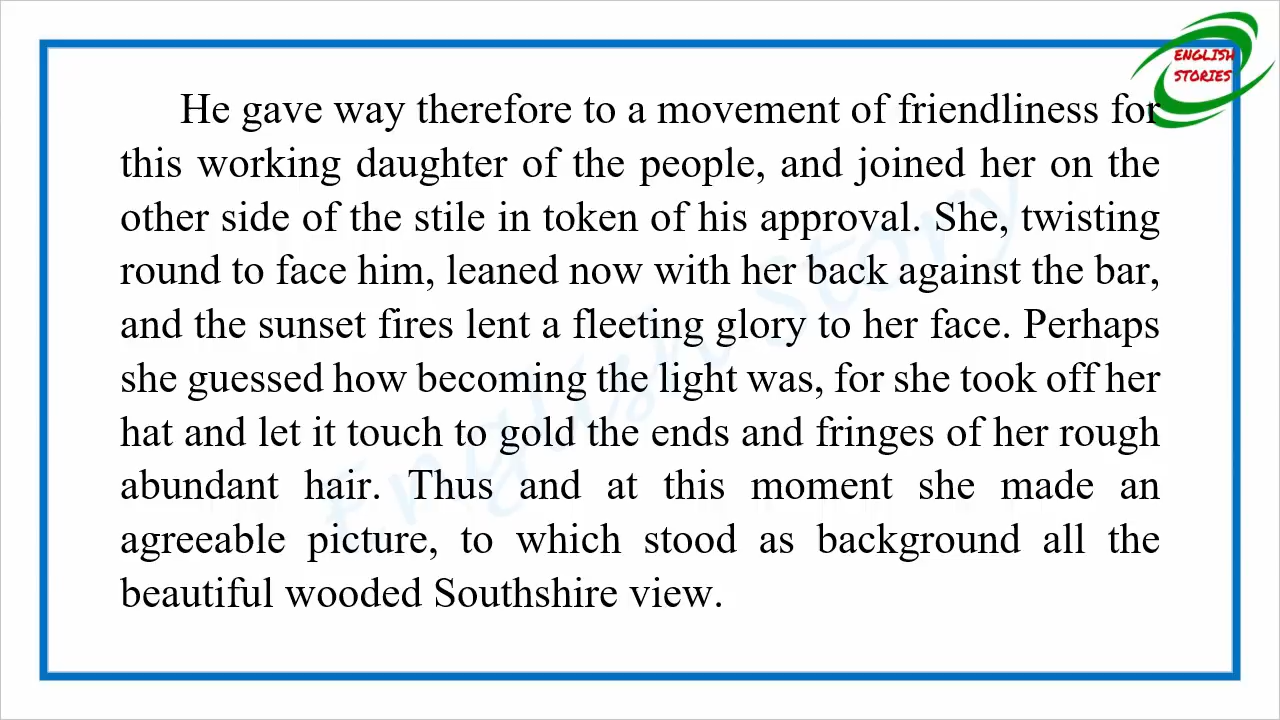 ENGLISH
STORIES
He gave way therefore to a movement of friendliness for
this working daughter of the people, and joined her on the
other side of the stile in token of his approval. She, twisting
round to face him, leaned now with her back against the bar,
and the sunset fires lent a fleeting glory to her face. Perhaps
she guessed how becoming the light was, for she took off her
hat and let it touch to gold the ends and fringes of her rough
abundant hair. Thus and at this moment she made an
agreeable picture, to which stood as background all the
beautiful wooded Southshire view.
English Story